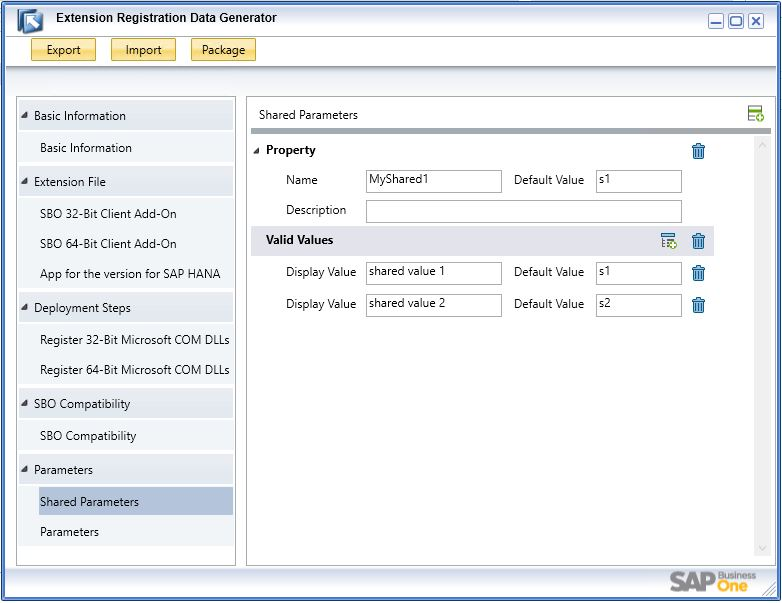 Extension Registration Data Generator
Export Import Package
Basic Information
Basic Information
Extension File
SBO 32-Bit Client Add-On
SBO 64-Bit Client Add-On
App for the version for SAP HANA
Deployment Steps
Register 32-Bit Microsoft COM DLLs
Register 64-Bit Microsoft COM DLLs
SBO Compatibility
SBO Compatibility
Parameters
Shared Parameters
Parameters
Shared Parameters
Property
Name MyShared1 Default Value s1
Description
Valid Values
Display Value shared value 1 Default Value s1
Display Value shared value 2 Default Value s2
SAP Business One